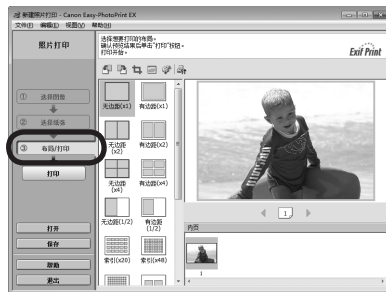 新建照片打印 - Canon Easy-PhotoPrint EX
文件(F) 编辑(E) 视图(V) 帮助(H)
照片打印
选择想要打印的布局。
确认预览结果后单击"打印"按钮。
打印开始。
Exif Print
① 选择图像
② 选择纸张
③ 布局/打印
打印
打开
保存
帮助
退出
无边距(x1) 有边距(x1)
无边距(x2) 有边距(x2)
无边距(x4) 有边距(x4)
无边距(1/2) 有边距(1/2)
索引(x20) 索引(x48)
1
内页
1